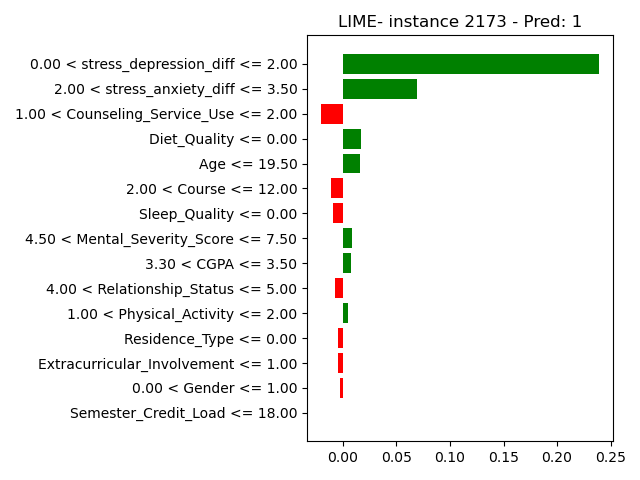 LIME- instance 2173 - Pred: 1
0.00 < stress_depression_diff <= 2.00
2.00 < stress_anxiety_diff <= 3.50
1.00 < Counseling_Service_Use <= 2.00
Diet_Quality <= 0.00
Age <= 19.50
2.00 < Course <= 12.00
Sleep_Quality <= 0.00
4.50 < Mental_Severity_Score <= 7.50
3.30 < CGPA <= 3.50
4.00 < Relationship_Status <= 5.00
1.00 < Physical_Activity <= 2.00
Residence_Type <= 0.00
Extracurricular_Involvement <= 1.00
0.00 < Gender <= 1.00
Semester_Credit_Load <= 18.00
0.00 0.05 0.10 0.15 0.20 0.25